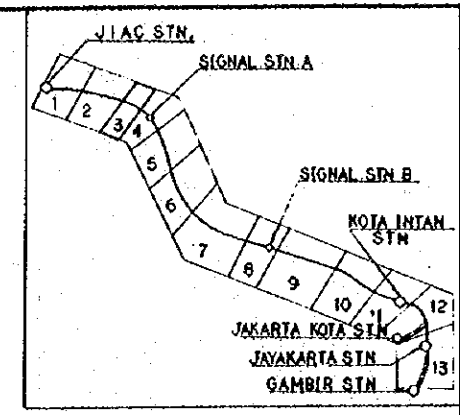 JIAC STN.
SIGNAL STN A
1
2
3
4
5
SIGNAL STN B
6
KOTA INTAN
STN
7
8
9
10
11
12
JAKARTA KOTA STN
JAYAKARTA STN
13
GAMBIR STN